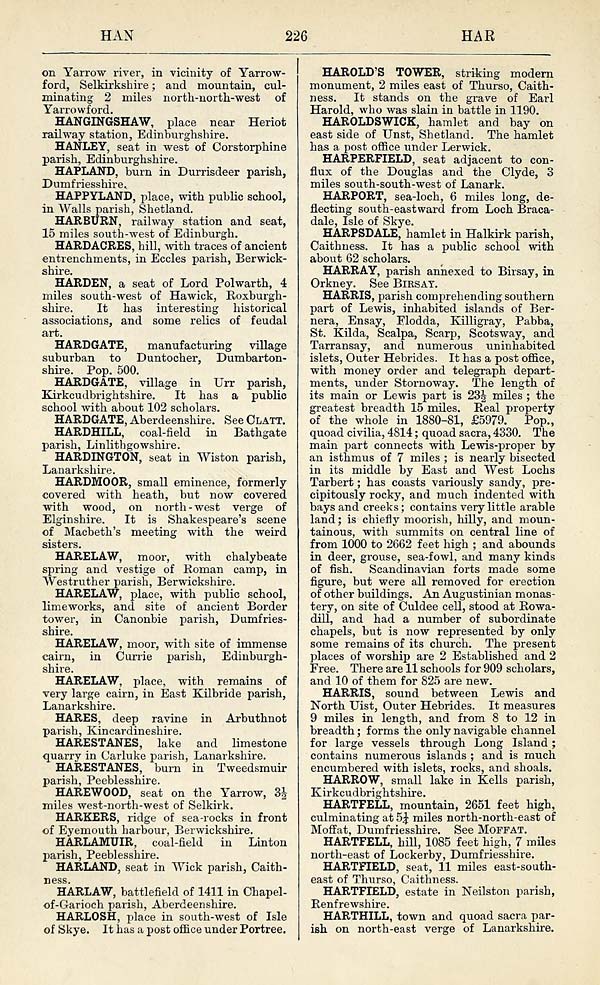 HAN 226 HAR
on Yarrow river, in vicinity of Yarrow-
ford, Selkirkshire; and mountain, cul-
minating 2 miles north-north-west of
Yarrowford.
HANGINGSHAW, place near Heriot
railway station, Edinburghshire.
HANLEY, seat in west of Corstorphine
parish, Edinburghshire.
HAPLAND, burn in Durrisdeer parish,
Dumfriesshire.
HAPPYLAND, place, with public school,
in Walls parish, Shetland.
HARBURN, railway station and seat,
15 miles south-west of Edinburgh.
HARDACRES, hill, with traces of ancient
entrenchments, in Eccles parish, Berwick-
shire.
HARDEN, a seat of Lord Polwarth, 4
miles south-west of Hawick, Roxburgh-
shire. It has interesting historical
associations, and some relics of feudal
art.
HARDGATE, manufacturing village
suburban to Duntocher, Dumbarton-
shire. Pop. 500.
HARDGATE, village in Urr parish,
Kirkcudbrightshire. It has a public
school with about 102 scholars.
HARDGATE, Aberdeenshire. See CLATT.
HARDHILL, coal-field in Bathgate
parish, Linlithgowshire.
HARDINGTON, seat in Wiston parish,
Lanarkshire.
HARDMOOR, small eminence, formerly
covered with heath, but now covered
with wood, on north-west verge of
Elginshire. It is Shakespeare's scene
of Macbeth's meeting with the weird
sisters.
HARELAW, moor, with chalybeate
spring and vestige of Roman camp, in
Westruther parish, Berwickshire.
HARELAW, place, with public school,
limeworks, and site of ancient Border
tower, in Canonbie parish, Dumfries-
shire.
HARELAW, moor, with site of immense
cairn, in Currie parish, Edinburgh-
shire.
HARELAW, place, with remains of
very large cairn, in East Kilbride parish,
Lanarkshire.
HARES, deep ravine in Arbuthnot
parish, Kincardineshire.
HARESTANES, lake and limestone
quarry in Carluke parish, Lanarkshire.
HARESTANES, burn in Tweedsmuir
parish, Peeblesshire.
HAREWOOD, seat on the Yarrow, 3½
miles west-north-west of Selkirk.
HARKERS, ridge of sea-rocks in front
of Eyemouth harbour, Berwickshire.
HARLAMUIR, coal-field in Linton
parish, Peeblesshire.
HARLAND, seat in Wick parish, Caith-
ness.
HARLAW, battlefield of 1411 in Chapel-
of-Garioch parish, Aberdeenshire.
HARLOSH, place in south-west of Isle
of Skye. It has a post office under Portree.
HAROLD'S TOWER, striking modern
monument, 2 miles east of Thurso, Caith-
ness. It stands on the grave of Earl
Harold, who was slain in battle in 1190.
HAROLDSWICK, hamlet and bay on
east side of Unst, Shetland. The hamlet
has a post office under Lerwick.
HARPERFIELD, seat adjacent to con-
flux of the Douglas and the Clyde, 3
miles south-south-west of Lanark.
HARPORT, sea-loch, 6 miles long, de-
flecting south-eastward from Loch Braca-
dale, Isle of Skye.
HARPSDALE, hamlet in Halkirk parish,
Caithness. It has a public school with
about 62 scholars.
HARRAY, parish annexed to Birsay, in
Orkney. See BIRSAY.
HARRIS, parish comprehending southern
part of Lewis, inhabited islands of Ber-
nera, Ensay, Flodda, Killigray, Pabba,
St. Kilda, Scalpa, Scarp, Scotsway, and
Tarransay, and numerous uninhabited
islets, Outer Hebrides. It has a post office,
with money order and telegraph depart-
ments, under Stornoway. The length of
its main or Lewis part is 23½ miles; the
greatest breadth 15 miles. Real property
of the whole in 1880-81, £5979. Pop.,
quoad civilia, 4814; quoad sacra, 4330. The
main part connects with Lewis-proper by
an isthmus of 7 miles; is nearly bisected
in its middle by East and West Lochs
Tarbert; has coasts variously sandy, pre-
cipitously rocky, and much indented with
bays and creeks; contains very little arable
land; is chiefly moorish, hilly, and moun-
tainous, with summits on central line of
from 1000 to 2662 feet high; and abounds
in deer, grouse, sea-fowl, and many kinds
of fish. Scandinavian forts made some
figure, but were all removed for erection
of other buildings. An Augustinian monas-
tery, on site of Culdee cell, stood at Rowa-
dill, and had a number of subordinate
chapels, but is now represented by only
some remains of its church. The present
places of worship are 2 Established and 2
Free. There are 11 schools for 909 scholars,
and 10 of them for 825 are new.
HARRIS, sound between Lewis and
North Uist, Outer Hebrides. It measures
9 miles in length, and from 8 to 12 in
breadth; forms the only navigable channel
for large vessels through Long Island;
contains numerous islands; and is much
encumbered with islets, rocks, and shoals.
HARROW, small lake in Kells parish,
Kirkcudbrightshire.
HARTFELL, mountain, 2651 feet high,
culminating at 5¼ miles north-north-east of
Moffat, Dumfriesshire. See MOFFAT.
HARTFELL, hill, 1085 feet high, 7 miles
north-east of Lockerby, Dumfriesshire.
HARTFIELD, seat, 11 miles east-south-
east of Thurso, Caithness.
HARTFIELD, estate in Neilston parish,
Renfrewshire.
HARTHILL, town and quoad sacra par-
ish on north-east verge of Lanarkshire.